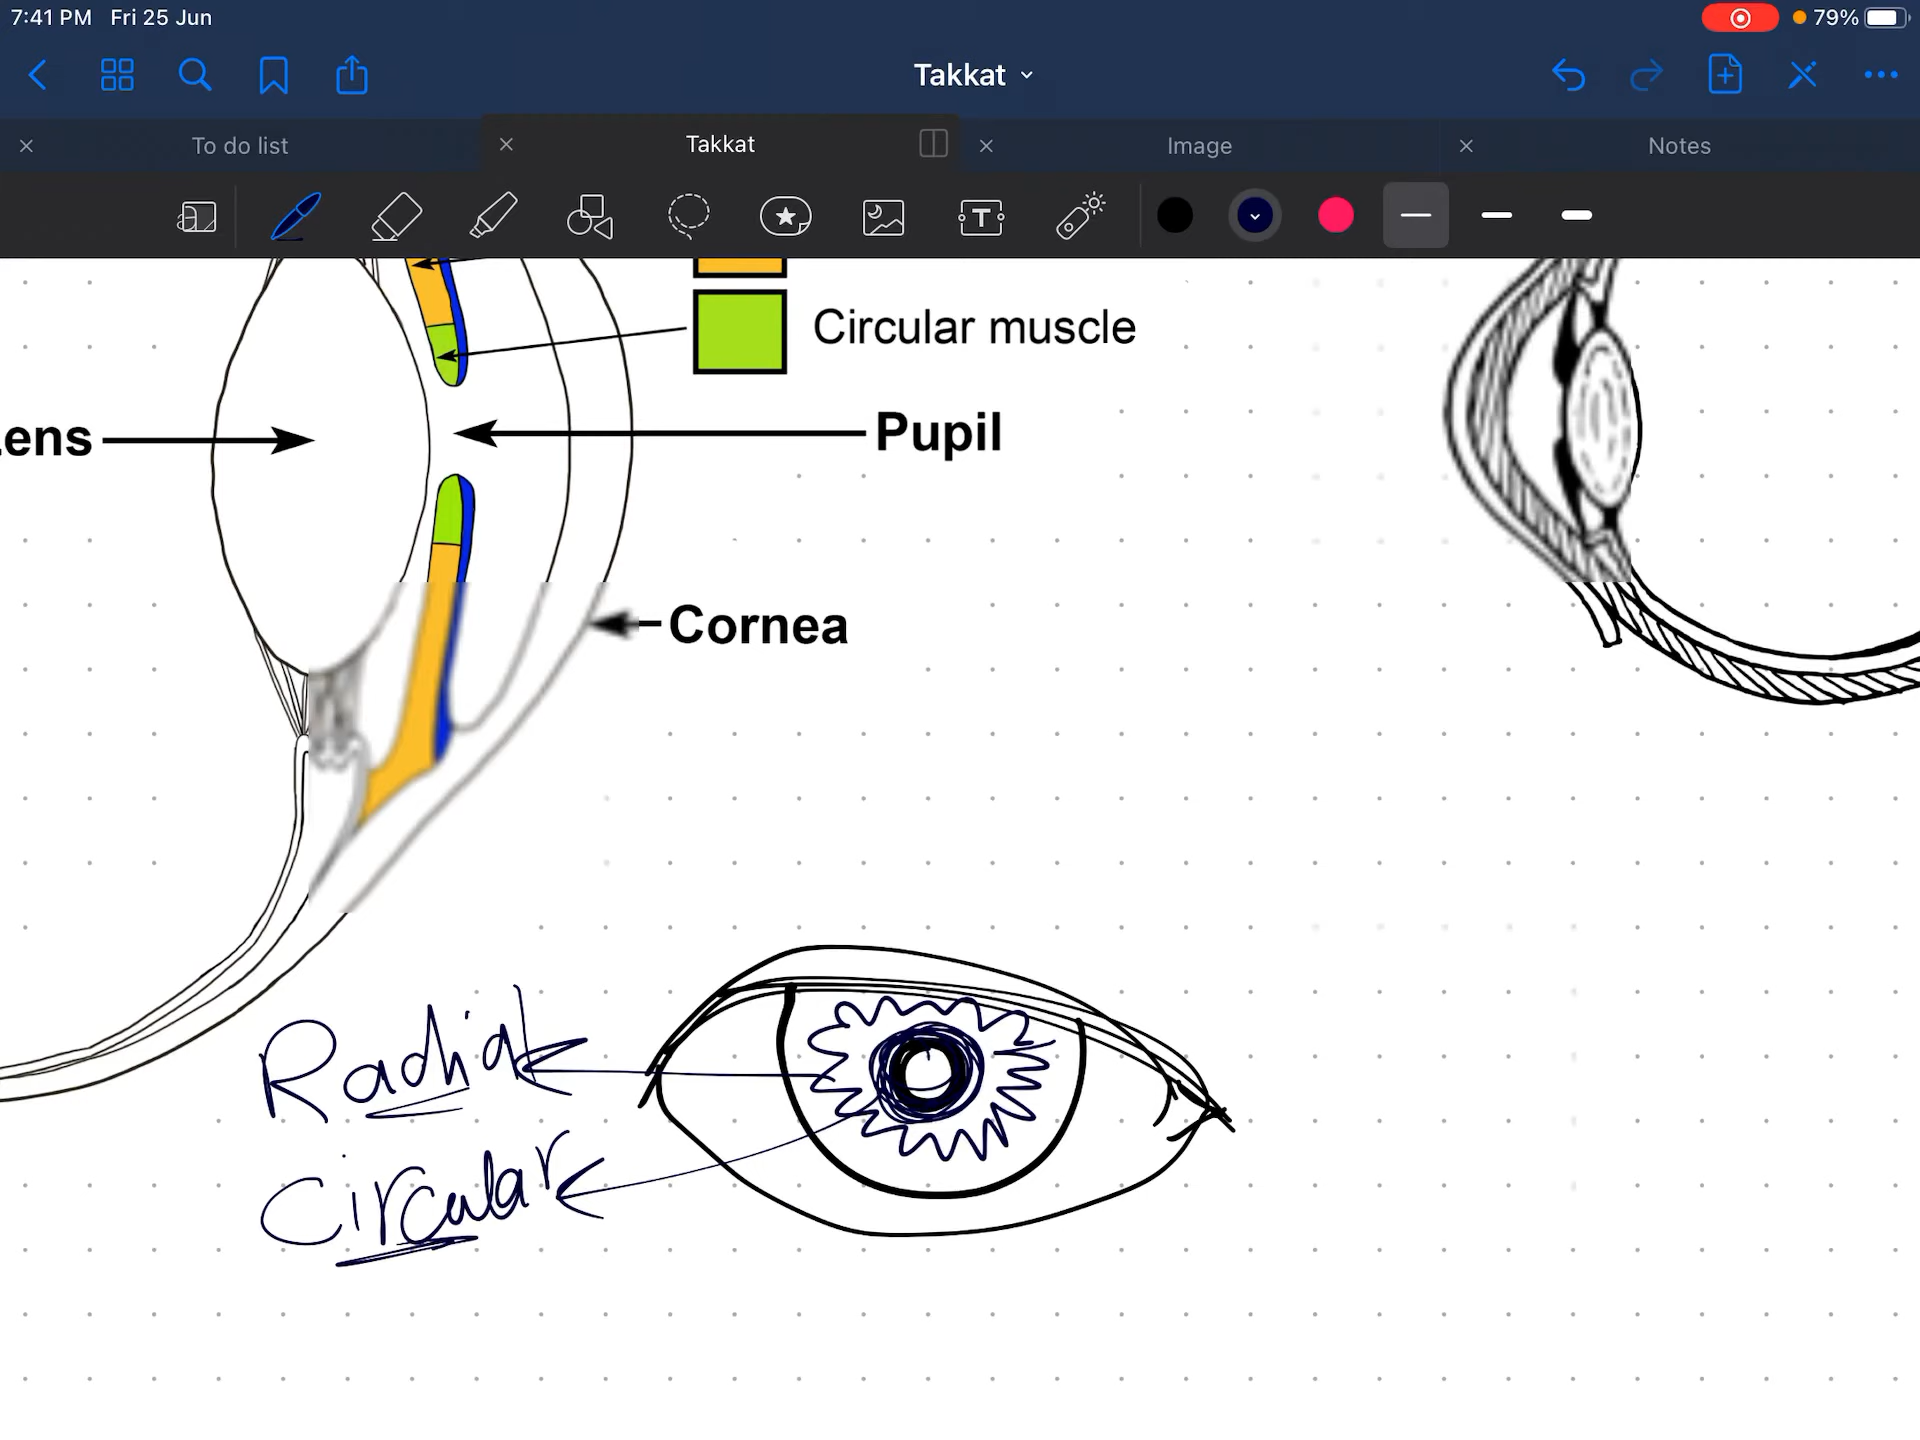 7:41 PM Fri 25 Jun
79%
Takkat
To do list
Takkat
Image
Notes
T
Circular muscle
ens
Pupil
Cornea
Radial
Circular